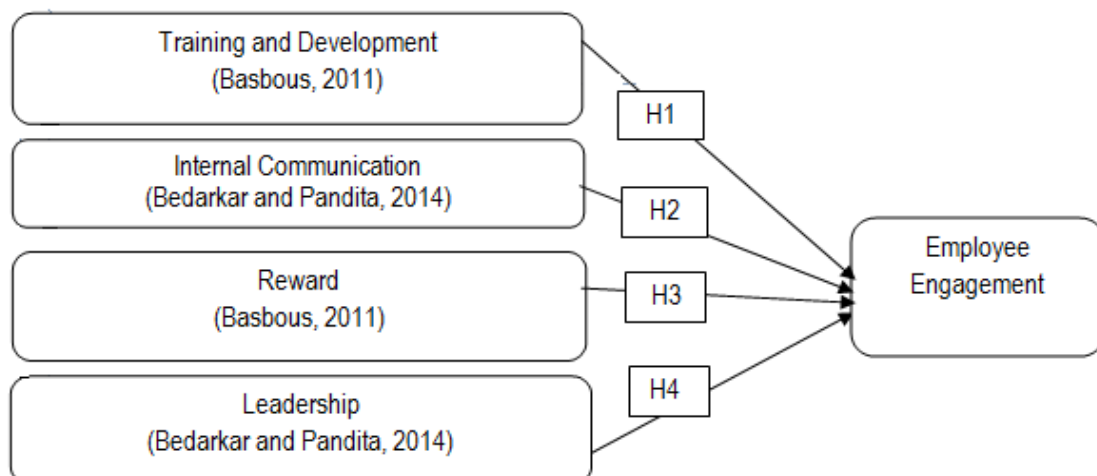 Training and Development
(Basbous, 2011)
H1
Internal Communication
(Bedarkar and Pandita, 2014)
H2
Reward
(Basbous, 2011)
H3
Leadership
(Bedarkar and Pandita, 2014)
H4
Employee
Engagement